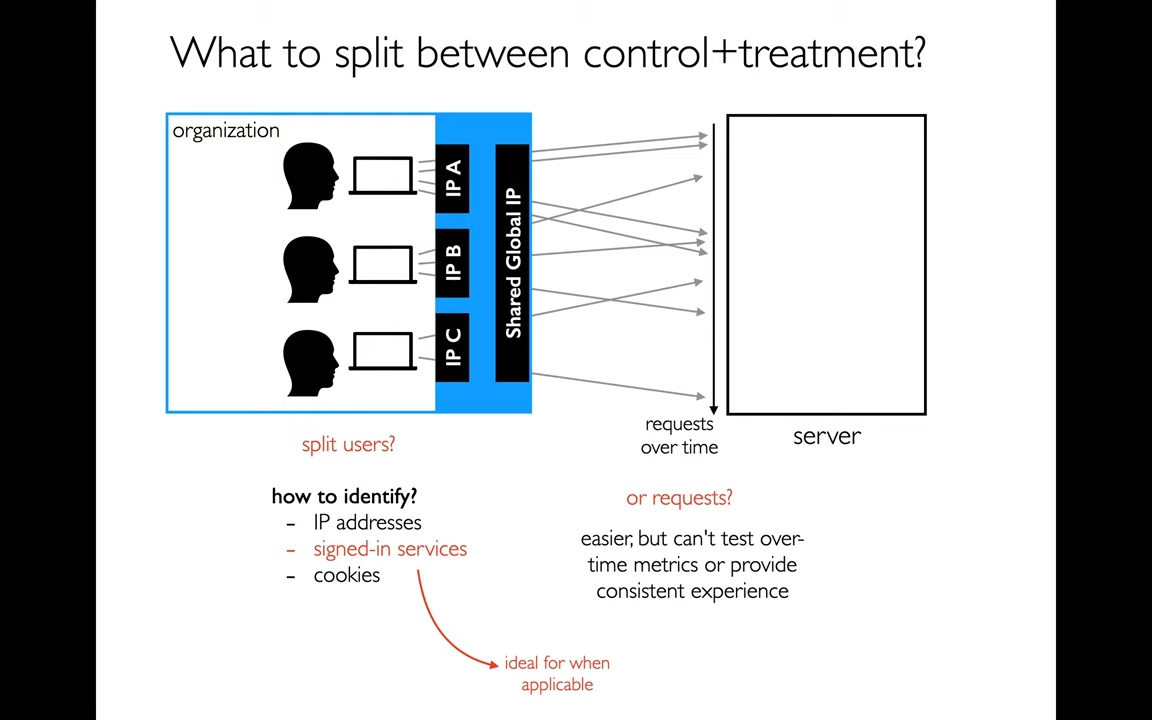 What to split between control+treatment?
organization
IP A
IP B
IP C
Shared Global IP
requests
over time
server
split users?
how to identify?
- IP addresses
- signed-in services
- cookies
or requests?
easier, but can't test over-
time metrics or provide
consistent experience
ideal for when
applicable